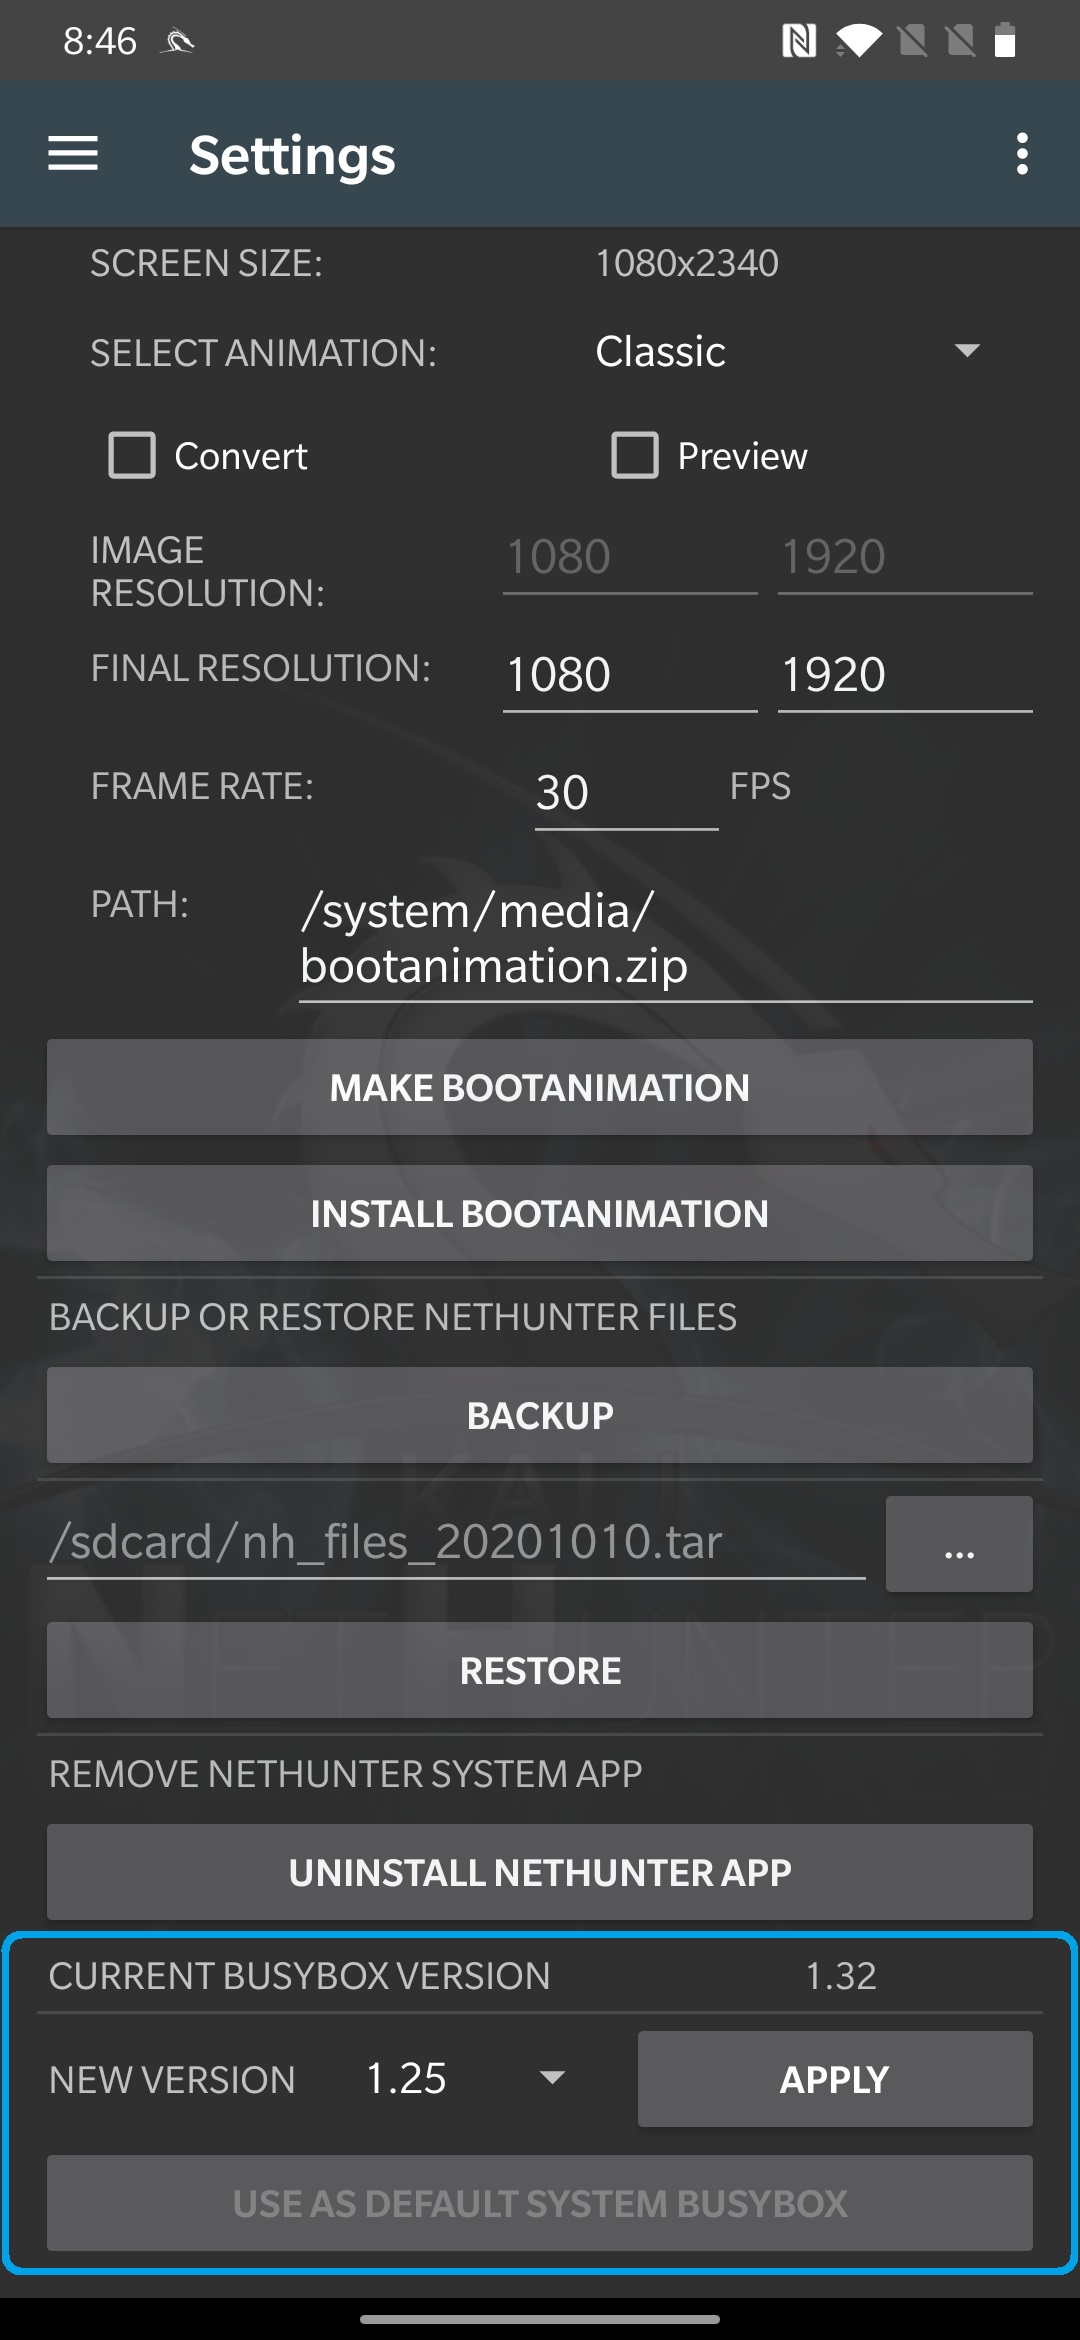 8:46
Settings
SCREEN SIZE: 1080x2340
SELECT ANIMATION: Classic
Convert Preview
IMAGE
RESOLUTION: 1080 1920
FINAL RESOLUTION: 1080 1920
FRAME RATE: 30 FPS
PATH: /system/media/
bootanimation.zip
MAKE BOOTANIMATION
INSTALL BOOTANIMATION
BACKUP OR RESTORE NETHUNTER FILES
BACKUP
KALI
/sdcard/nh_files_20201010.tar ...
NETHUNTER
RESTORE
REMOVE NETHUNTER SYSTEM APP
UNINSTALL NETHUNTER APP
CURRENT BUSYBOX VERSION 1.32
NEW VERSION 1.25 APPLY
USE AS DEFAULT SYSTEM BUSYBOX